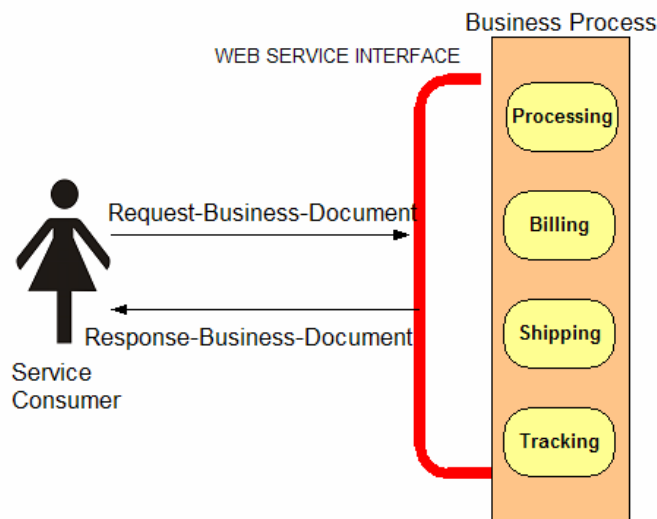 Business Process
WEB SERVICE INTERFACE
Processing
Request-Business-Document
Billing
Response-Business-Document
Shipping
Service
Consumer
Tracking